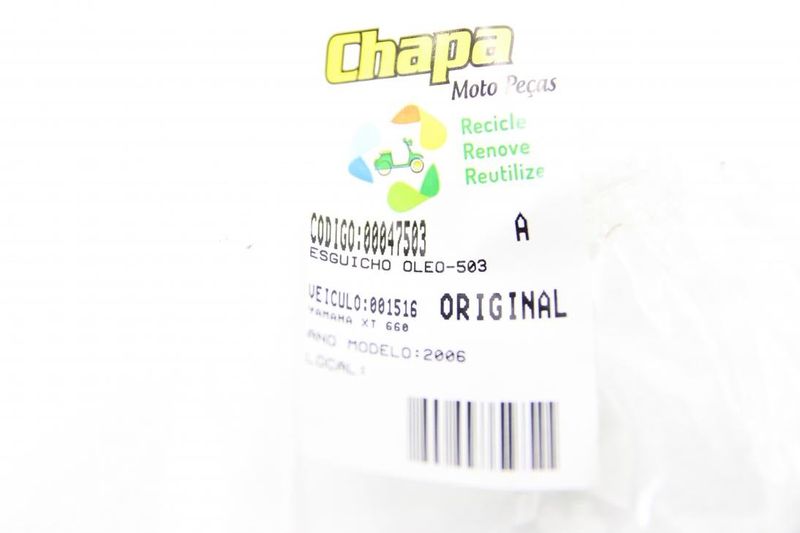 Chapa
Moto Peças
Recicle
Renove
Reutilize
CODIGO:00047503 A
ESGUICHO OLEO-503
VEICULO:001516 ORIGINAL
YAMAHA XT 660
ANO MODELO:2006
LOCAL: